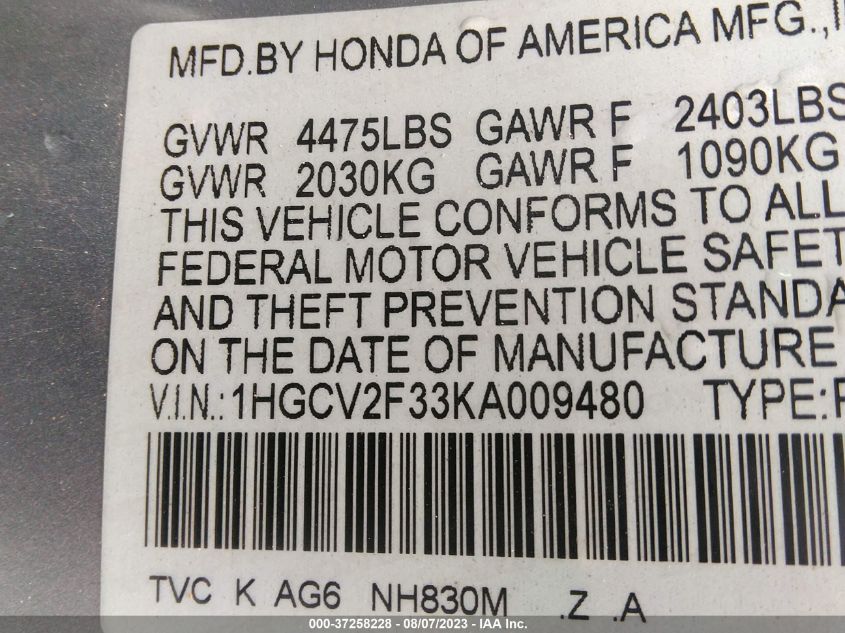 MFD.BY HONDA OF AMERICA MFG.,
GVWR 4475LBS GAWR F 2403LBS
GVWR 2030KG GAWR F 1090KG
THIS VEHICLE CONFORMS TO ALL
FEDERAL MOTOR VEHICLE SAFET
AND THEFT PREVENTION STANDA
ON THE DATE OF MANUFACTURE
V.I.N.:1HGCV2F33KA009480 TYPE:P
TVC K AG6 NH830M .Z .A
000-37258228 - 08/07/2023 - IAA Inc.